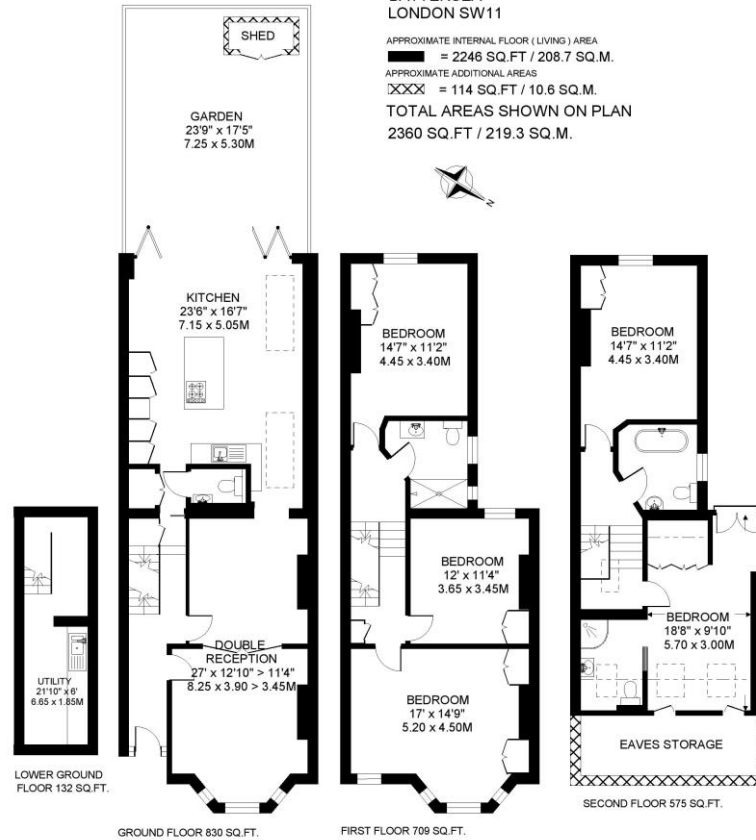 LONDON SW11
APPROXIMATE INTERNAL FLOOR ( LIVING ) AREA
= 2246 SQ.FT / 208.7 SQ.M.
APPROXIMATE ADDITIONAL AREAS
= 114 SQ.FT / 10.6 SQ.M.
TOTAL AREAS SHOWN ON PLAN
2360 SQ.FT / 219.3 SQ.M.
N
SHED
GARDEN
23'9" x 17'5"
7.25 x 5.30M
KITCHEN
23'6" x 16'7"
7.15 x 5.05M
DOUBLE
RECEPTION
27' x 12'10" > 11'4"
8.25 x 3.90 > 3.45M
UTILITY
21'10" x 6'
6.65 x 1.85M
LOWER GROUND
FLOOR 132 SQ.FT.
GROUND FLOOR 830 SQ.FT.
BEDROOM
14'7" x 11'2"
4.45 x 3.40M
BEDROOM
12' x 11'4"
3.65 x 3.45M
BEDROOM
17' x 14'9"
5.20 x 4.50M
FIRST FLOOR 709 SQ.FT.
BEDROOM
14'7" x 11'2"
4.45 x 3.40M
BEDROOM
18'8" x 9'10"
5.70 x 3.00M
EAVES STORAGE
SECOND FLOOR 575 SQ.FT.